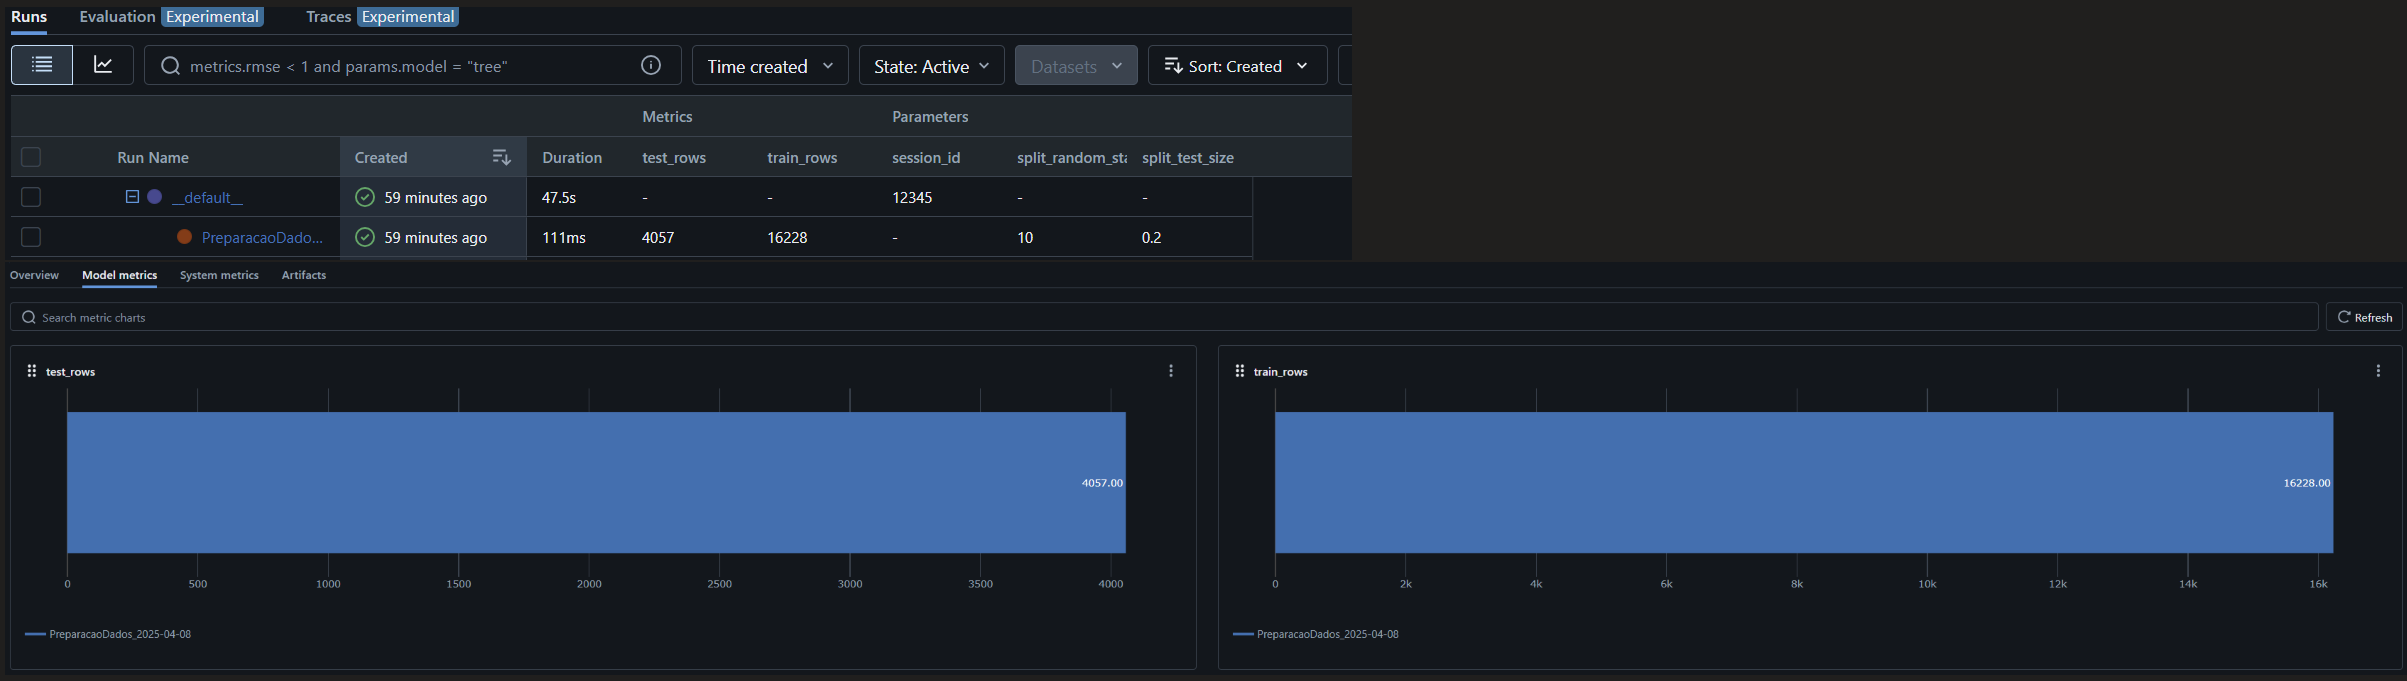 Runs Evaluation Experimental Traces Experimental
metrics.rmse < 1 and params.model = "tree" Time created State: Active Datasets Sort: Created
Metrics Parameters
Run Name Created Duration test_rows train_rows session_id split_random_sta split_test_size
__default__ 59 minutes ago 47.5s - - 12345 - -
PreparacaoDado... 59 minutes ago 111ms 4057 16228 - 10 0.2
Overview Model metrics System metrics Artifacts
Search metric charts Refresh
test_rows
4057.00
0 500 1000 1500 2000 2500 3000 3500 4000
PreparacaoDados_2025-04-08
train_rows
16228.00
0 2k 4k 6k 8k 10k 12k 14k 16k
PreparacaoDados_2025-04-08